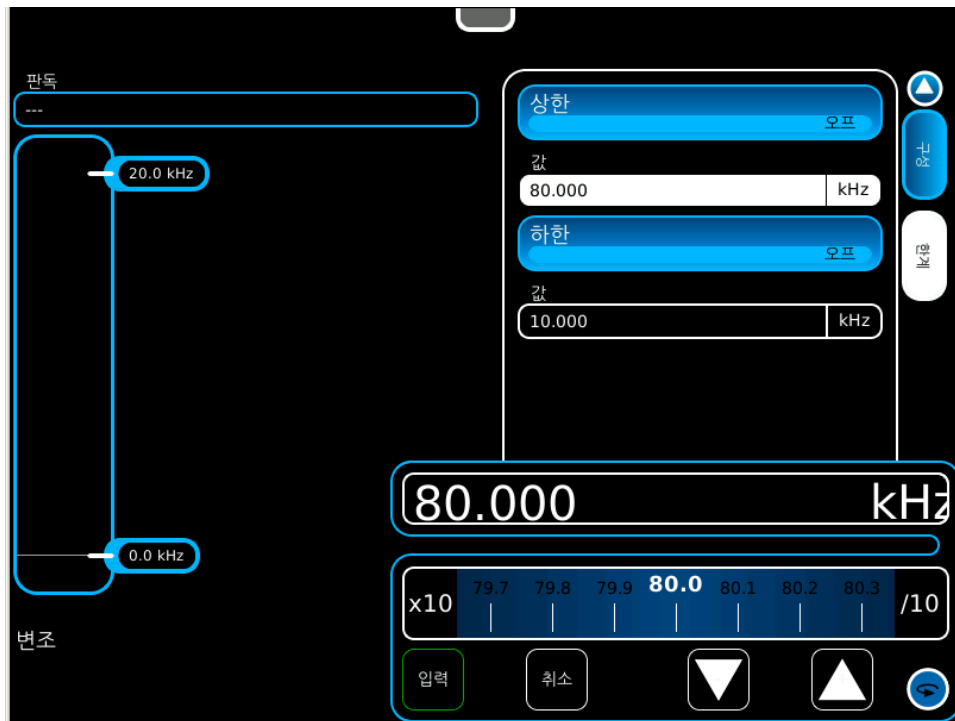 판독
---
20.0 kHz
0.0 kHz
변조
상한
오프
값
80.000 kHz
하한
오프
값
10.000 kHz
구성
한계
80.000 kHz
x10 79.7 79.8 79.9 80.0 80.1 80.2 80.3 /10
입력 취소